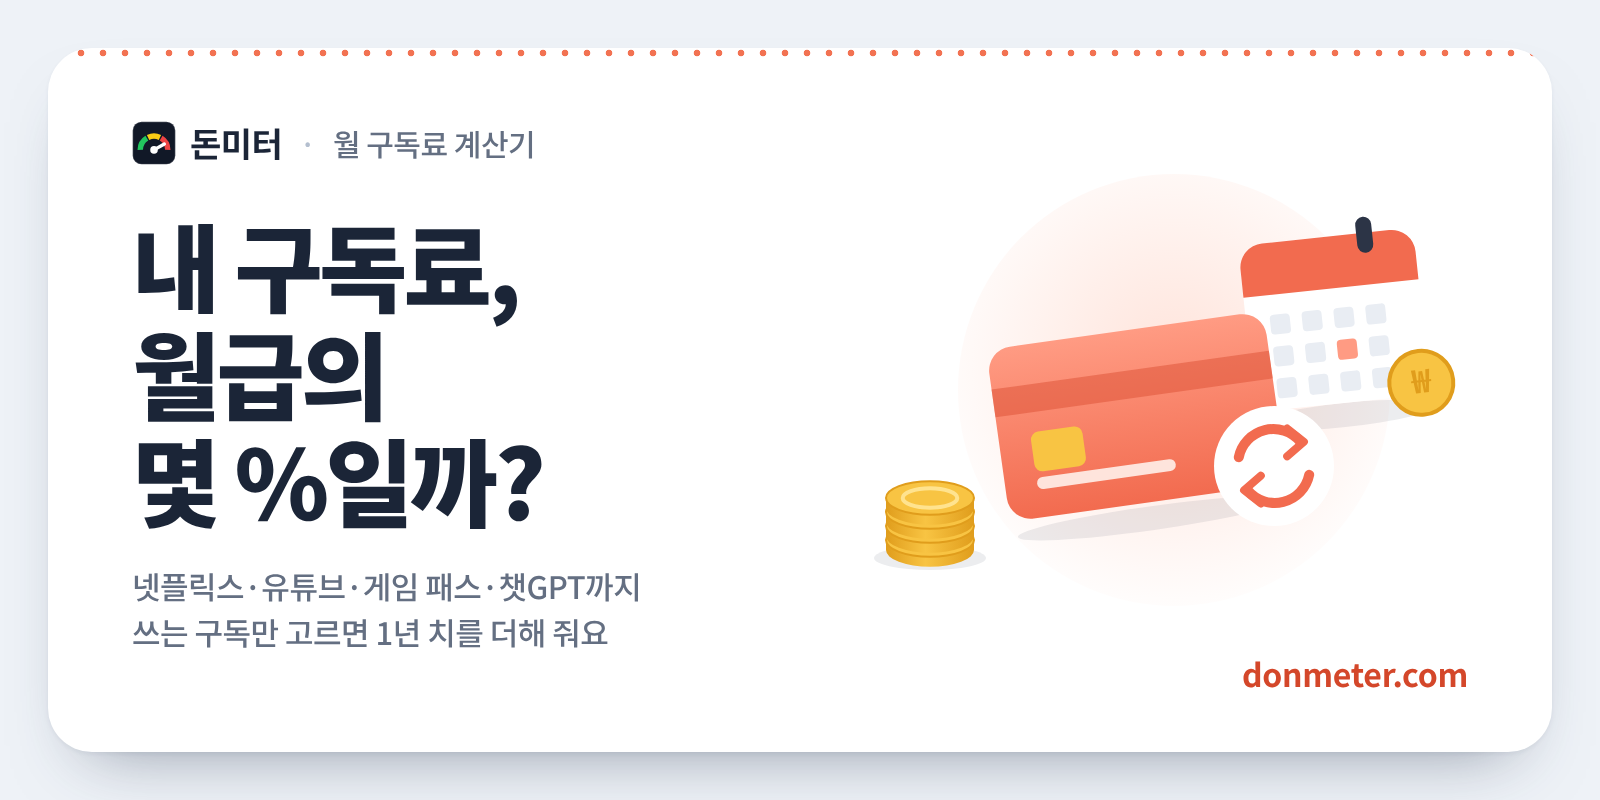 돈미터 · 월 구독료 계산기
내 구독료,
월급의
몇 %일까?
넷플릭스·유튜브·게임 패스·챗GPT까지
쓰는 구독만 고르면 1년 치를 더해 줘요
₩
donmeter.com